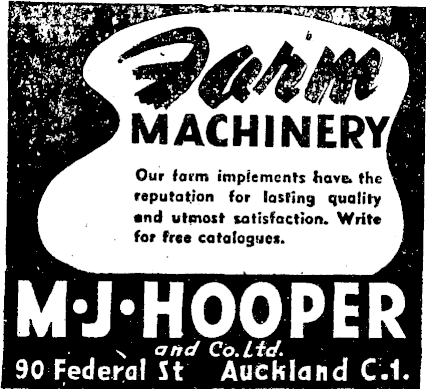 Farm
MACHINERY
Our farm implements have the
reputation for lasting quality
and utmost satisfaction. Write
for free catalogues.
M·J·HOOPER
and Co. Ltd.
90 Federal St Auckland C.1.